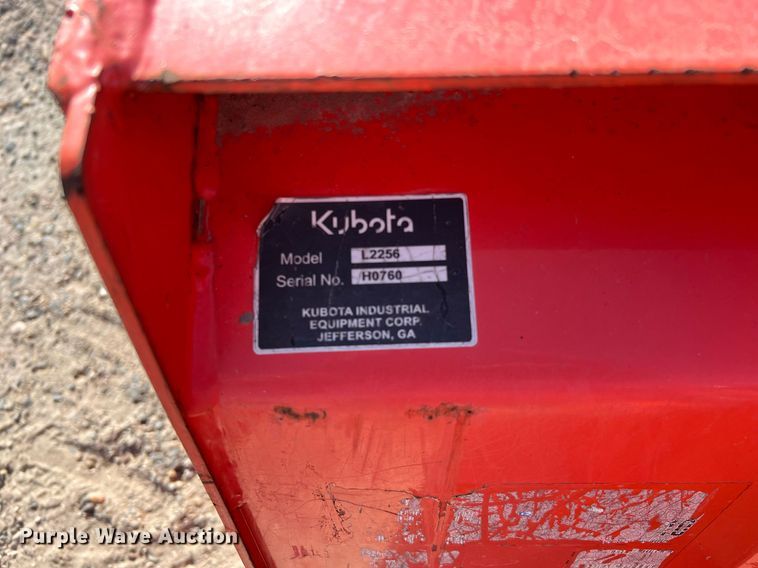 Kubota
Model L2256
Serial No. H0760
KUBOTA INDUSTRIAL
EQUIPMENT CORP.
JEFFERSON, GA
Purple Wave Auction